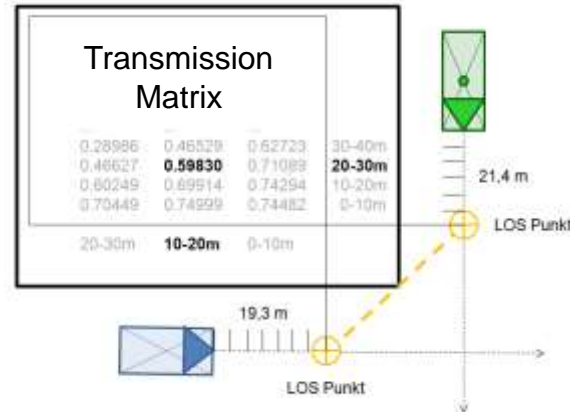 Transmission
Matrix
0.28986 0.46529 0.62723 30-40m
0.46627 0.59830 0.71089 20-30m
0.60249 0.69914 0.74294 10-20m
0.70449 0.74999 0.74482 0-10m
20-30m 10-20m 0-10m
21,4 m
LOS Punkt
19,3 m
LOS Punkt